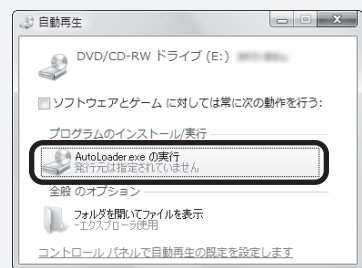 自動再生
DVD/CD-RW ドライブ (E:)
ソフトウェアとゲーム に対しては常に次の動作を行う:
プログラムのインストール/実行
AutoLoader.exe の実行
発行元は指定されていません
全般 のオプション
フォルダを開いてファイルを表示
-エクスプローラ使用
コントロール パネルで自動再生の既定を設定します